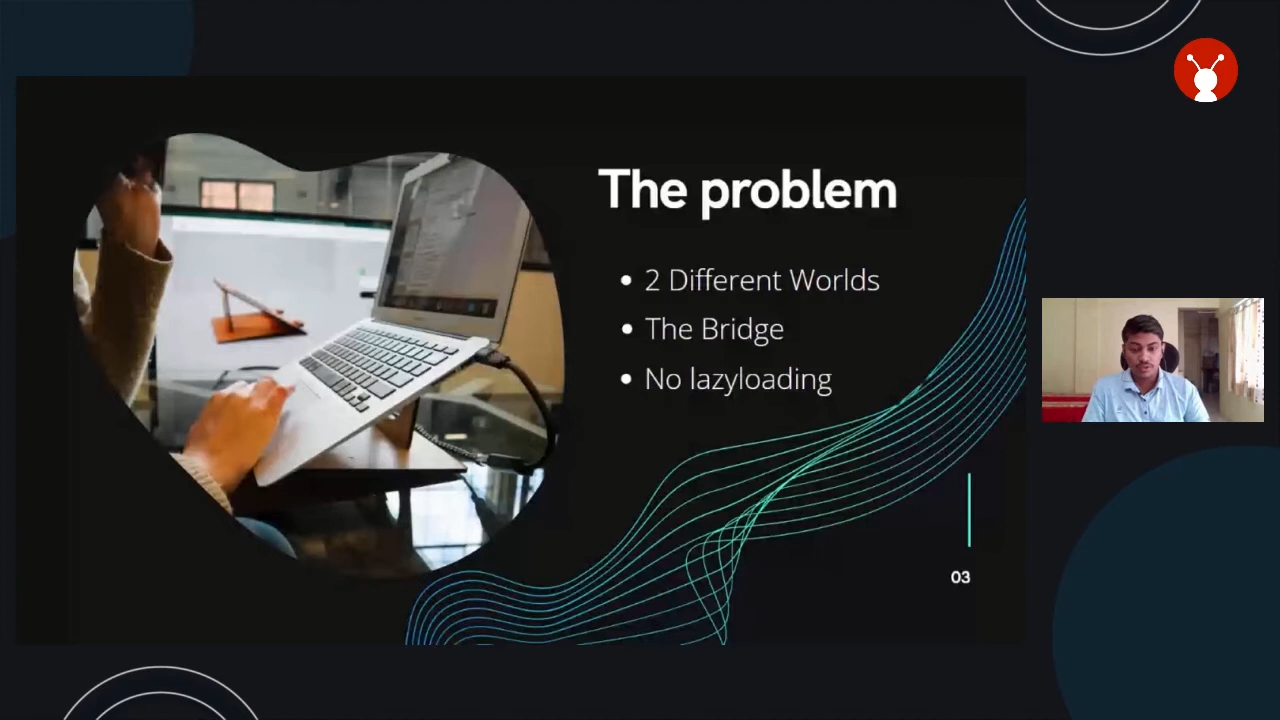 The problem
2 Different Worlds
The Bridge
No lazyloading
03